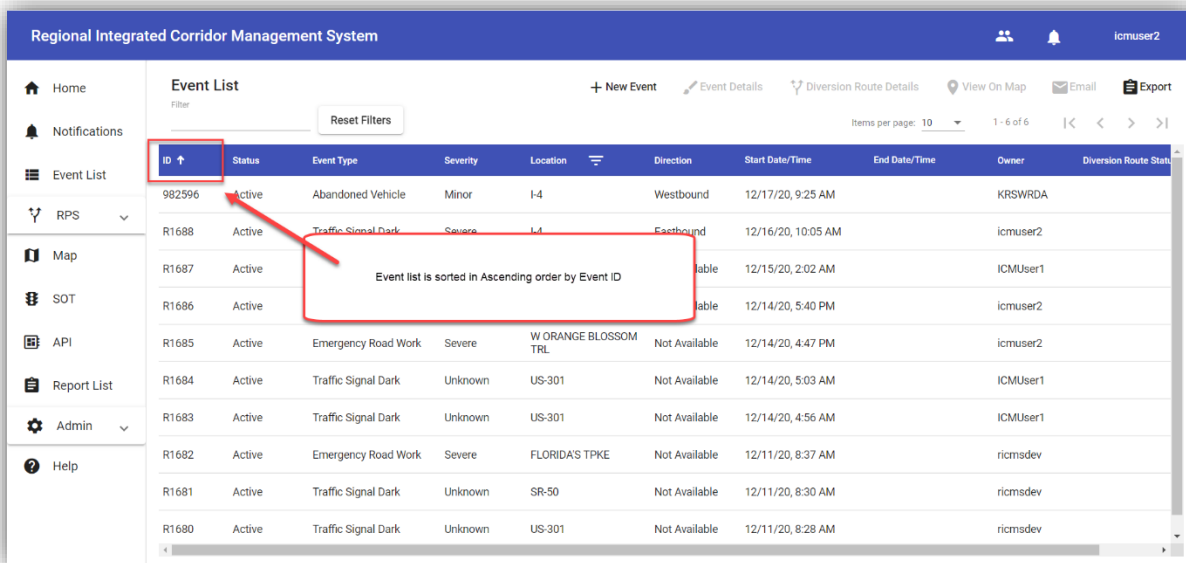 Regional Integrated Corridor Management System
icmuser2
Home
Notifications
Event List
RPS
Map
SOT
API
Report List
Admin
Help
Event List
+ New Event Event Details Diversion Route Details View On Map Email Export
Filter
Reset Filters
Items per page: 10 1 - 6 of 6
ID Status Event Type Severity Location Direction Start Date/Time End Date/Time Owner Diversion Route Statu
982596 Active Abandoned Vehicle Minor I-4 Westbound 12/17/20, 9:25 AM KRSWRDA
R1688 Active Traffic Signal Dark Severe I-4 Eastbound 12/16/20, 10:05 AM icmuser2
R1687 Active lable 12/15/20, 2:02 AM ICMUser1
Event list is sorted in Ascending order by Event ID
R1686 Active lable 12/14/20, 5:40 PM icmuser2
R1685 Active Emergency Road Work Severe W ORANGE BLOSSOM TRL Not Available 12/14/20, 4:47 PM icmuser2
R1684 Active Traffic Signal Dark Unknown US-301 Not Available 12/14/20, 5:03 AM ICMUser1
R1683 Active Traffic Signal Dark Unknown US-301 Not Available 12/14/20, 4:56 AM ICMUser1
R1682 Active Emergency Road Work Severe FLORIDA'S TPKE Not Available 12/11/20, 8:37 AM ricmsdev
R1681 Active Traffic Signal Dark Unknown SR-50 Not Available 12/11/20, 8:30 AM ricmsdev
R1680 Active Traffic Signal Dark Unknown US-301 Not Available 12/11/20, 8:28 AM ricmsdev